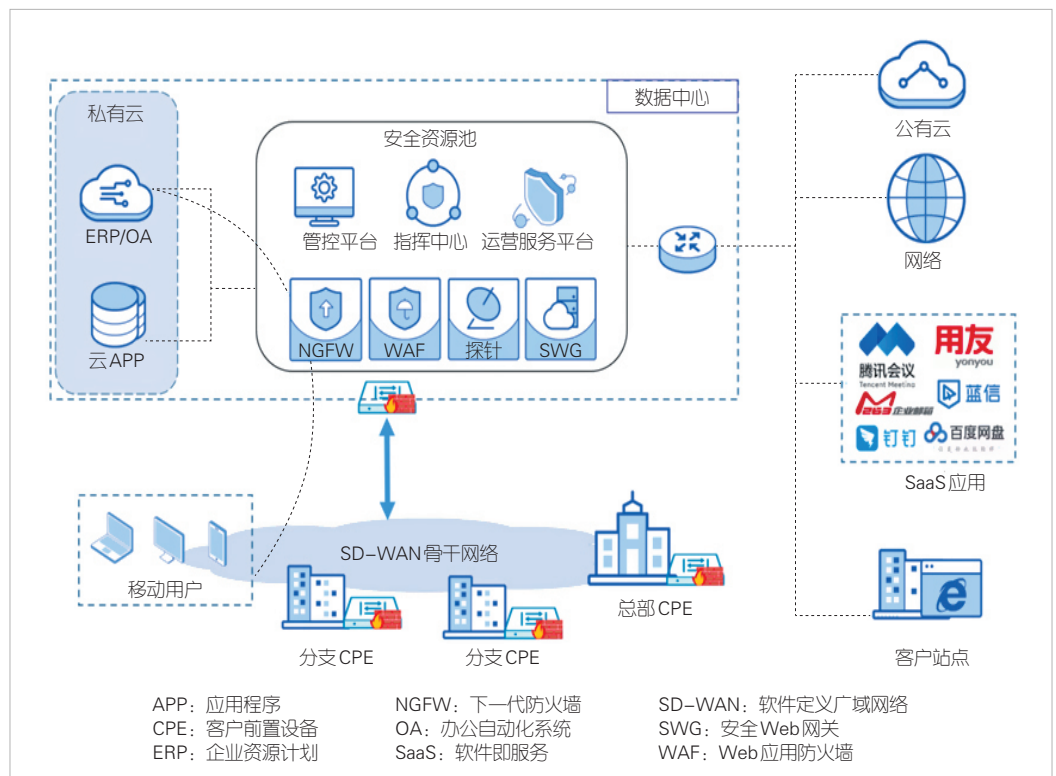 数据中心
私有云
安全资源池
公有云
ERP/OA
管控平台 指挥中心 运营服务平台
网络
云APP
NGFW WAF 探针 SWG
腾讯会议
Tencent Meeting
用友
yonyou
263企业邮箱
蓝信
钉钉
百度网盘
SaaS应用
SD-WAN骨干网络
移动用户
总部CPE
分支CPE 分支CPE
客户站点
APP：应用程序 NGFW：下一代防火墙 SD-WAN：软件定义广域网络
CPE：客户前置设备 OA：办公自动化系统 SWG：安全Web网关
ERP：企业资源计划 SaaS：软件即服务 WAF：Web应用防火墙